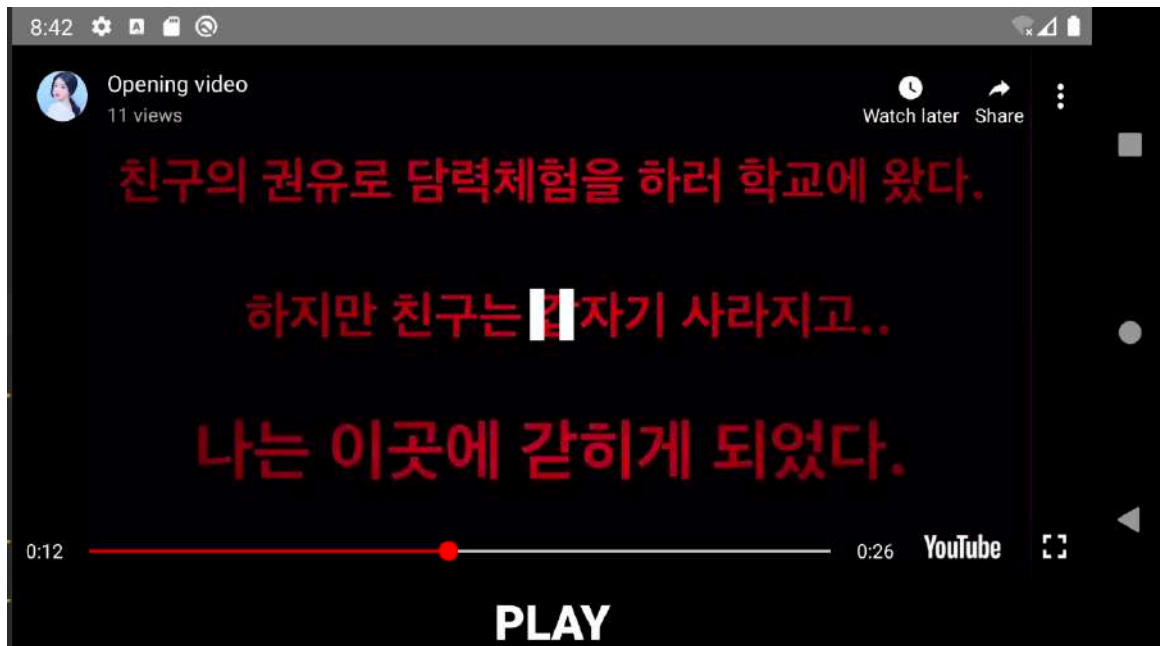 8:42
Opening video
11 views
Watch later Share
친구의 권유로 담력체험을 하러 학교에 왔다.
하지만 친구는 갑자기 사라지고..
나는 이곳에 갇히게 되었다.
0:12 0:26 YouTube
PLAY